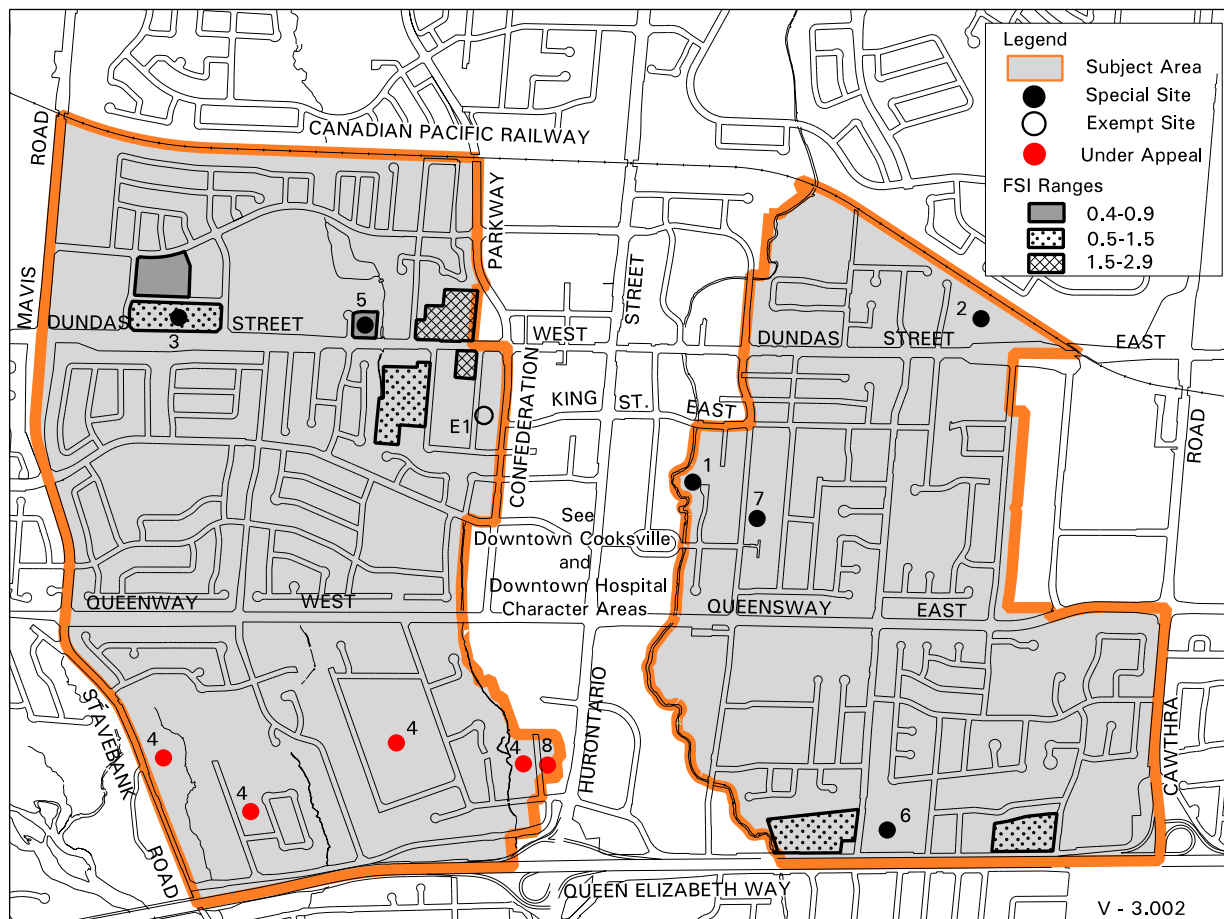 Legend
Subject Area
Special Site
Exempt Site
Under Appeal
FSI Ranges
0.4-0.9
0.5-1.5
1.5-2.9
CANADIAN PACIFIC RAILWAY
ROAD
MAVIS
PARKWAY
CONFEDERATION
STREET
HURONTARIO
DUNDAS
STREET
WEST
DUNDAS
STREET
EAST
ROAD
CAWTHRA
3
5
2
KING
ST.
EAST
E1
1
7
See
Downtown Cooksville
and
Downtown Hospital
Character Areas
QUEENWAY
WEST
QUEENSWAY
EAST
STAVEBANK
ROAD
4
4
4
4
8
6
QUEEN ELIZABETH WAY
V - 3.002